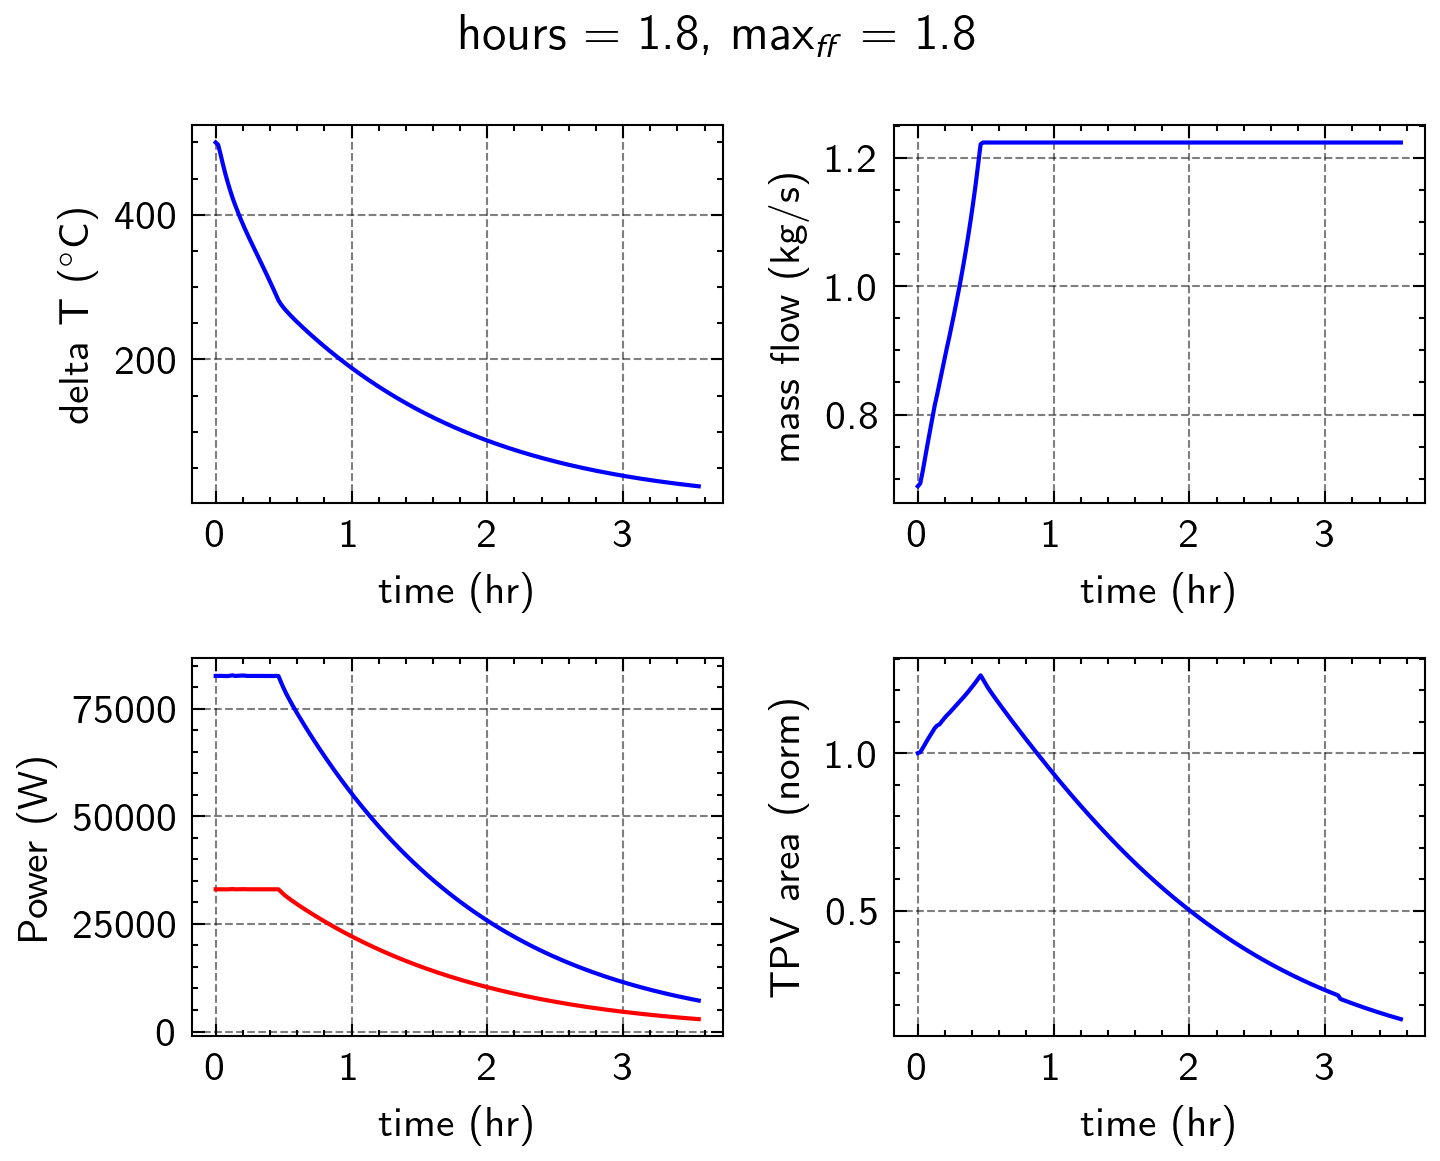 hours = 1.8, max_ff = 1.8
delta T (°C)
400
200
0 1 2 3
time (hr)
mass flow (kg/s)
1.2
1.0
0.8
0 1 2 3
time (hr)
Power (W)
75000
50000
25000
0
0 1 2 3
time (hr)
TPV area (norm)
1.0
0.5
0 1 2 3
time (hr)